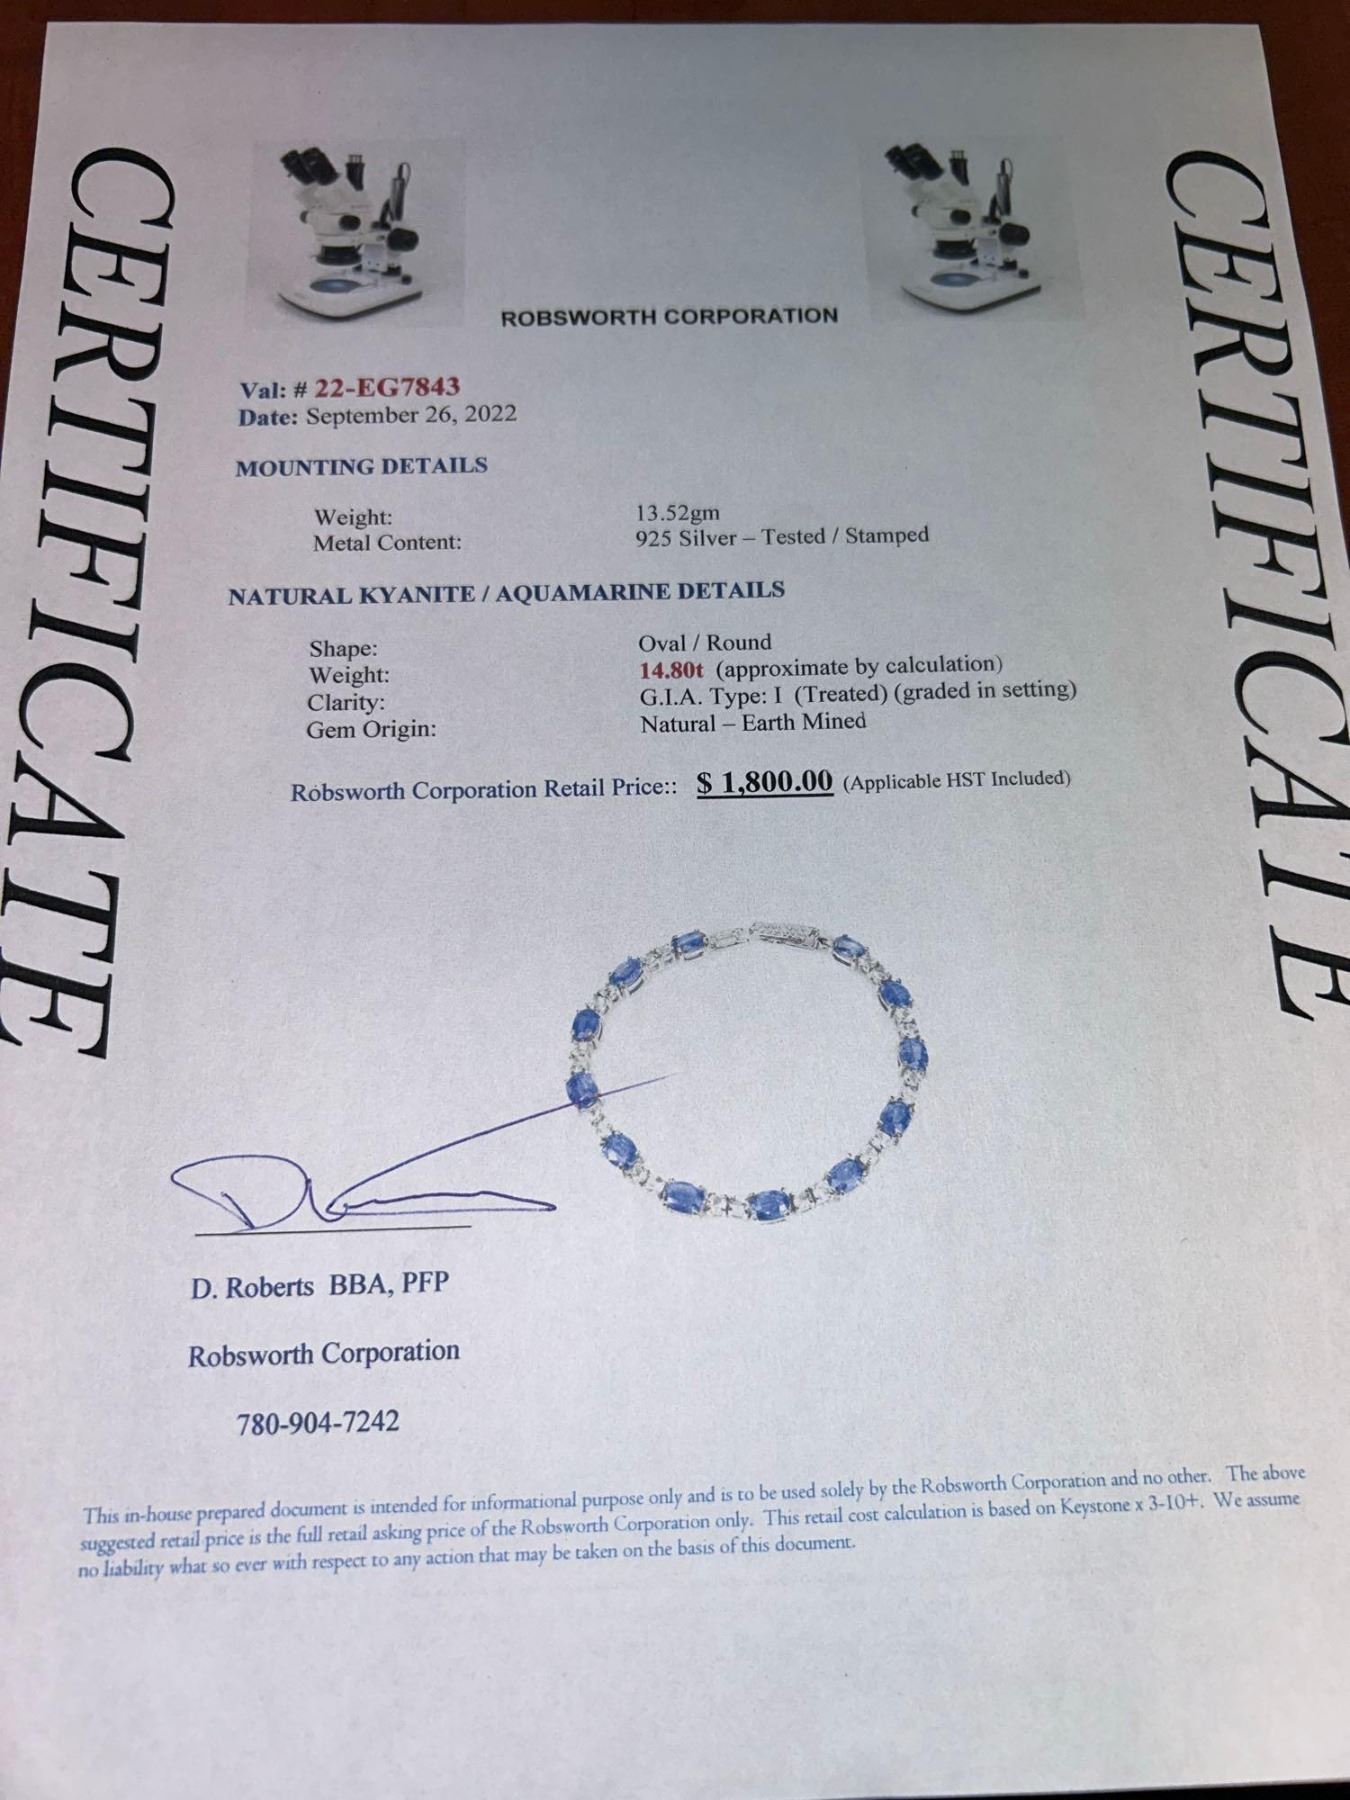 CERTIFICATE
CERTIFICATE
ROBSWORTH CORPORATION
Val: # 22-EG7843
Date: September 26, 2022
MOUNTING DETAILS
Weight: 13.52gm
Metal Content: 925 Silver – Tested / Stamped
NATURAL KYANITE / AQUAMARINE DETAILS
Shape: Oval / Round
Weight: 14.80t (approximate by calculation)
Clarity: G.I.A. Type: I (Treated) (graded in setting)
Gem Origin: Natural – Earth Mined
Robsworth Corporation Retail Price:: $ 1,800.00 (Applicable HST Included)
D. Roberts BBA, PFP
Robsworth Corporation
780-904-7242
This in-house prepared document is intended for informational purpose only and is to be used solely by the Robsworth Corporation and no other. The above
suggested retail price is the full retail asking price of the Robsworth Corporation only. This retail cost calculation is based on Keystone x 3-10+. We assume
no liability what so ever with respect to any action that may be taken on the basis of this document.